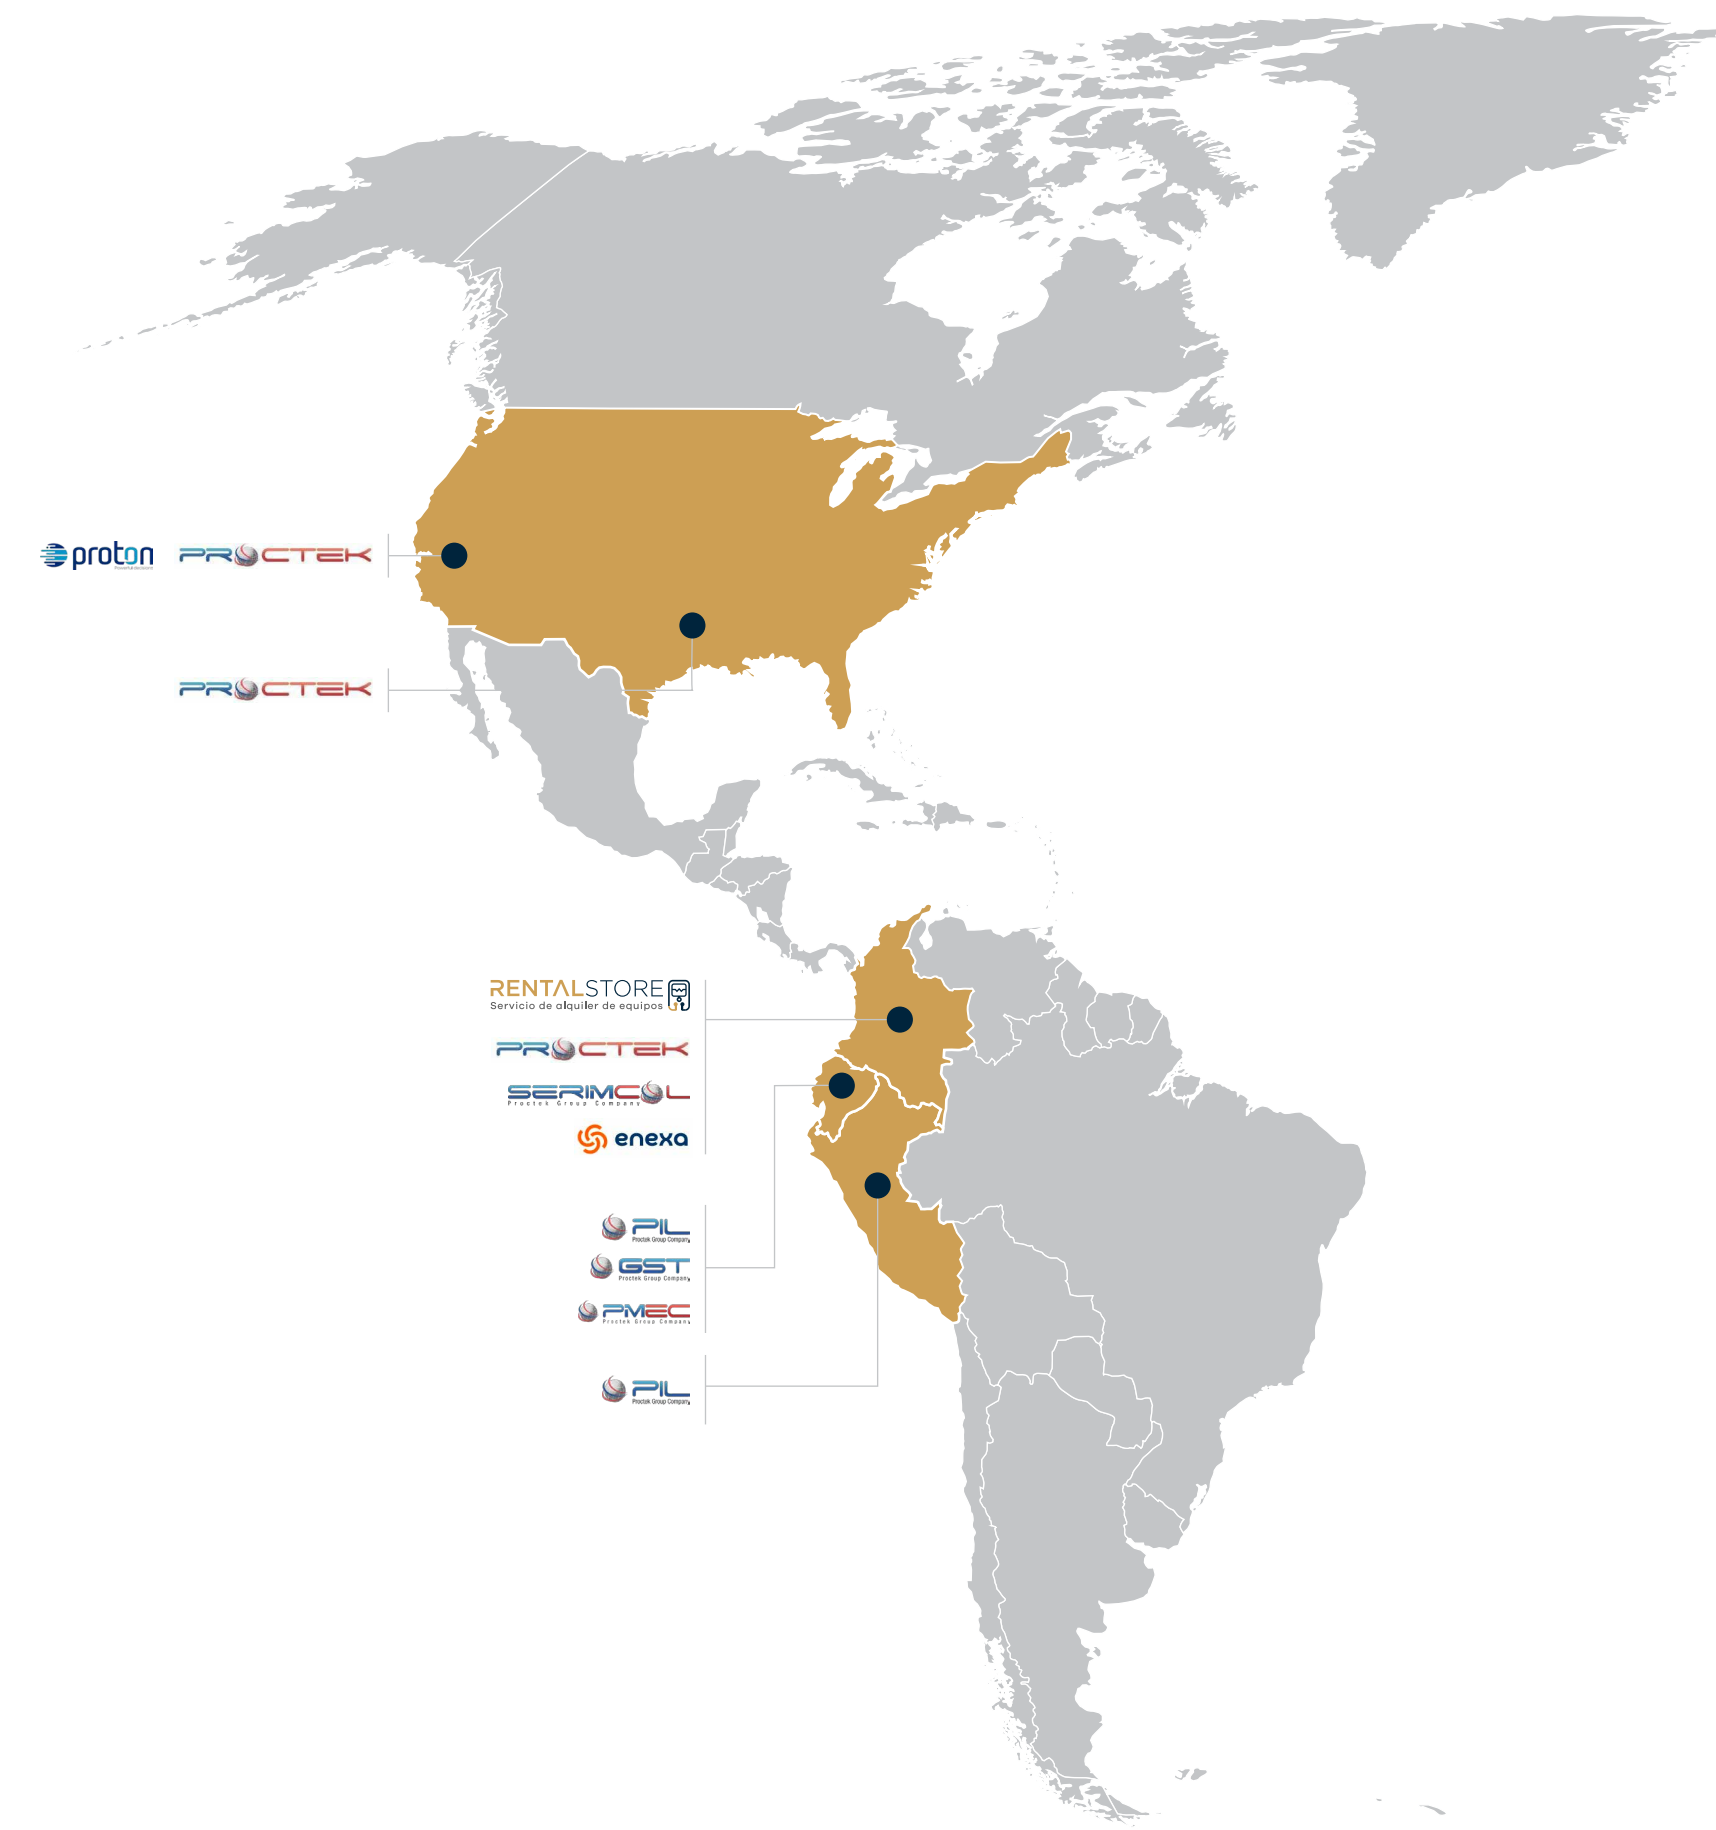 proton
PROCTEK
PROCTEK
RENTALSTORE
Servicio de alquiler de equipos
PROCTEK
SERIMCOL
Proctek Group Company
enexa
PIL
Proctek Group Company
GST
Proctek Group Company
PMEC
Proctek Group Company
PIL
Proctek Group Company